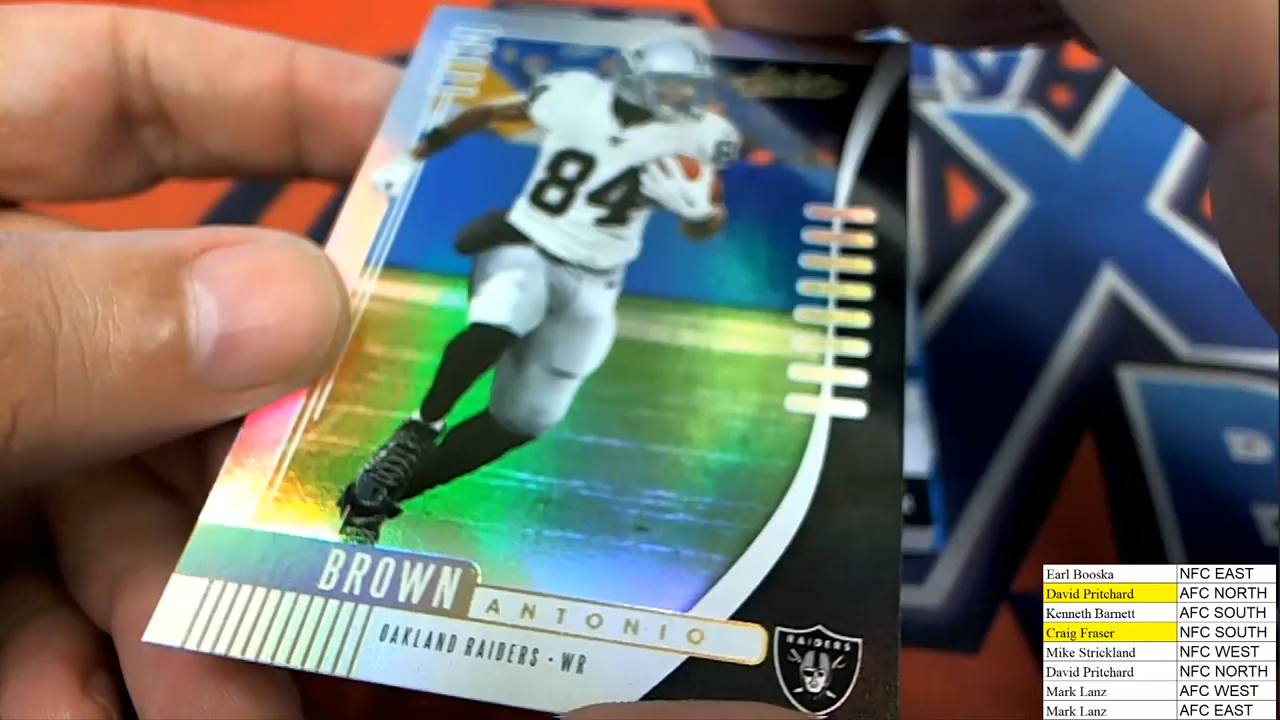 84
BROWN
ANTONIO
OAKLAND RAIDERS • WR
RAIDERS
Earl Booska NFC EAST
David Pritchard AFC NORTH
Kenneth Barnett AFC SOUTH
Craig Fraser NFC SOUTH
Mike Strickland NFC WEST
David Pritchard NFC NORTH
Mark Lanz AFC WEST
Mark Lanz AFC EAST